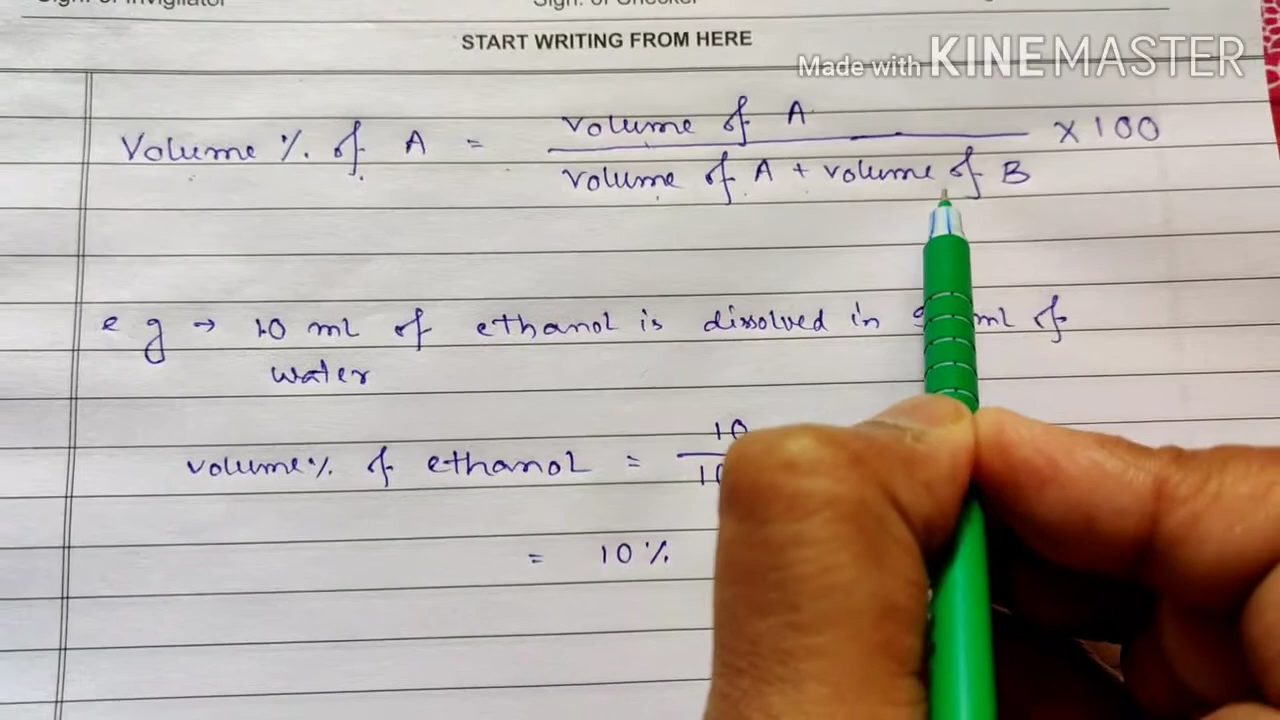 START WRITING FROM HERE
Made with KINEMASTER
Volume % of A = volume of A / volume of A + volume of B × 100
eg → 10 ml of ethanol is dissolved in ml of
water
volume % of ethanol = 10
= 10 %